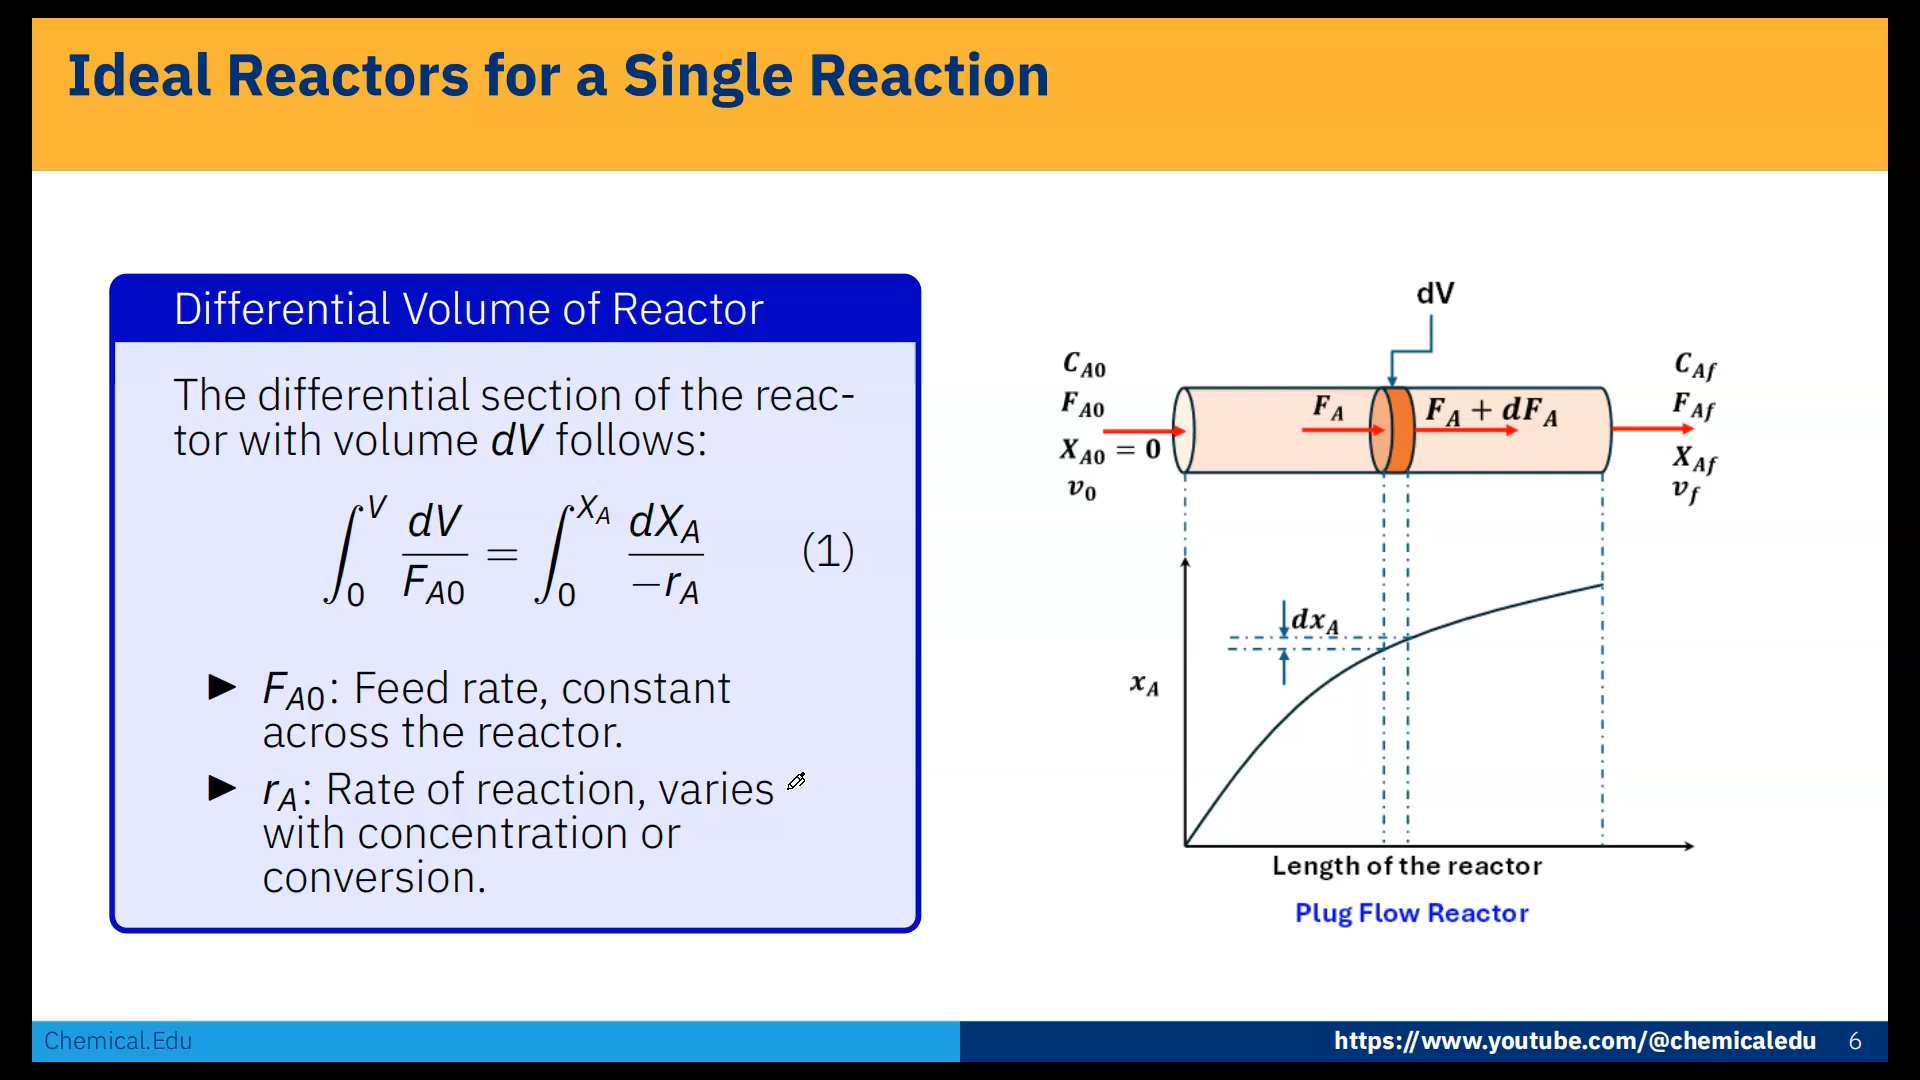 Ideal Reactors for a Single Reaction
Differential Volume of Reactor
The differential section of the reac-
tor with volume dV follows:
∫₀^V dV/F_A0 = ∫₀^X_A dX_A/−r_A (1)
► F_A0: Feed rate, constant
across the reactor.
► r_A: Rate of reaction, varies
with concentration or
conversion.
dV
C_A0
F_A0
X_A0 = 0
v_0
F_A
F_A + dF_A
C_Af
F_Af
X_Af
v_f
dx_A
x_A
Length of the reactor
Plug Flow Reactor
Chemical.Edu
https://www.youtube.com/@chemicaledu 6